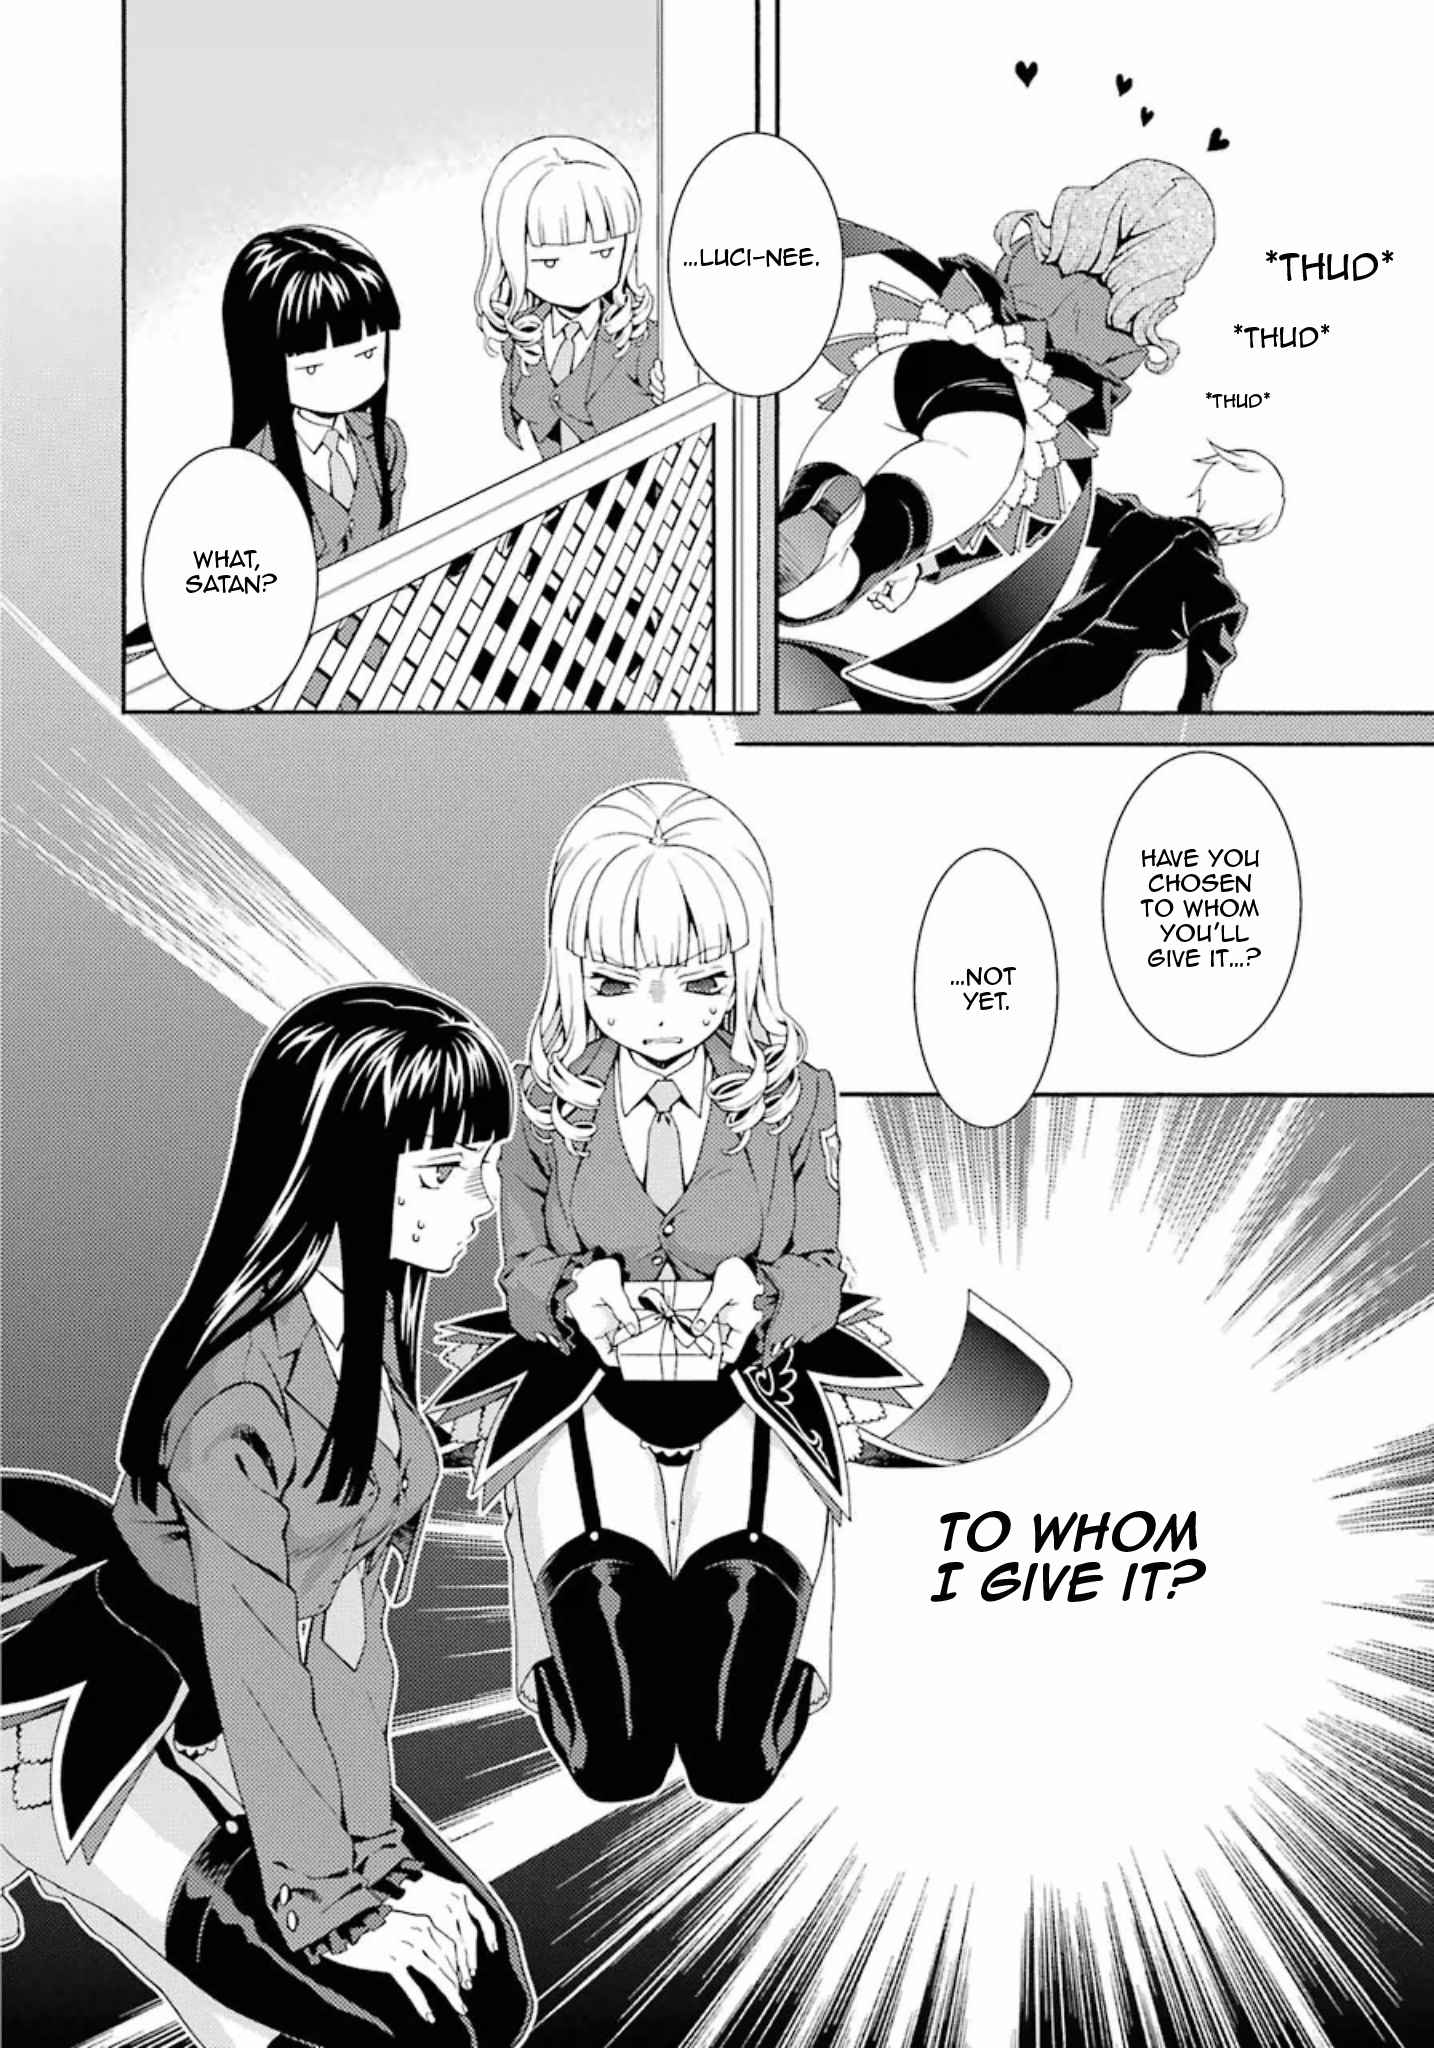 *THUD*
*THUD*
*THUD*
...LUCI-NEE.
WHAT,
SATAN?
HAVE YOU
CHOSEN
TO WHOM
YOU'LL
GIVE IT...?
...NOT
YET.
TO WHOM
I GIVE IT?